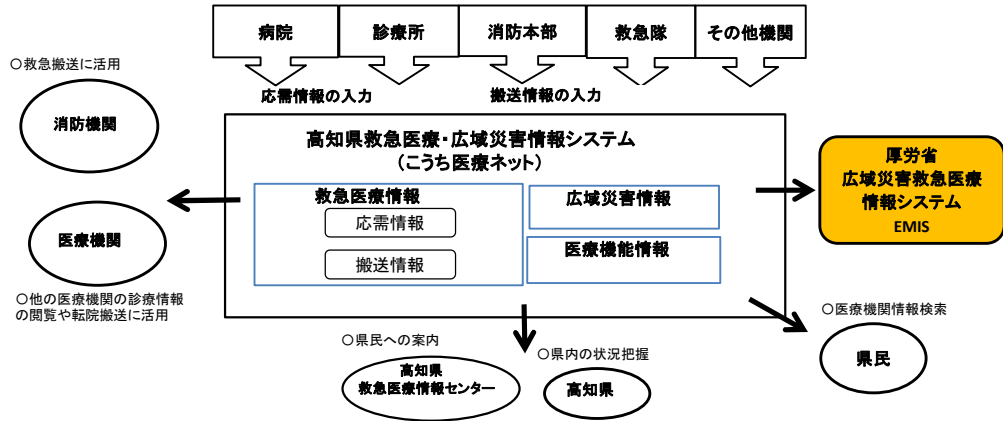 病院
診療所
消防本部
救急隊
その他機関
応需情報の入力
搬送情報の入力
○救急搬送に活用
消防機関
医療機関
○他の医療機関の診療情報
の閲覧や転院搬送に活用
高知県救急医療・広域災害情報システム
(こうち医療ネット)
救急医療情報
応需情報
搬送情報
広域災害情報
医療機能情報
厚労省
広域災害救急医療
情報システム
EMIS
○医療機関情報検索
県民
○県民への案内
高知県
救急医療情報センター
○県内の状況把握
高知県